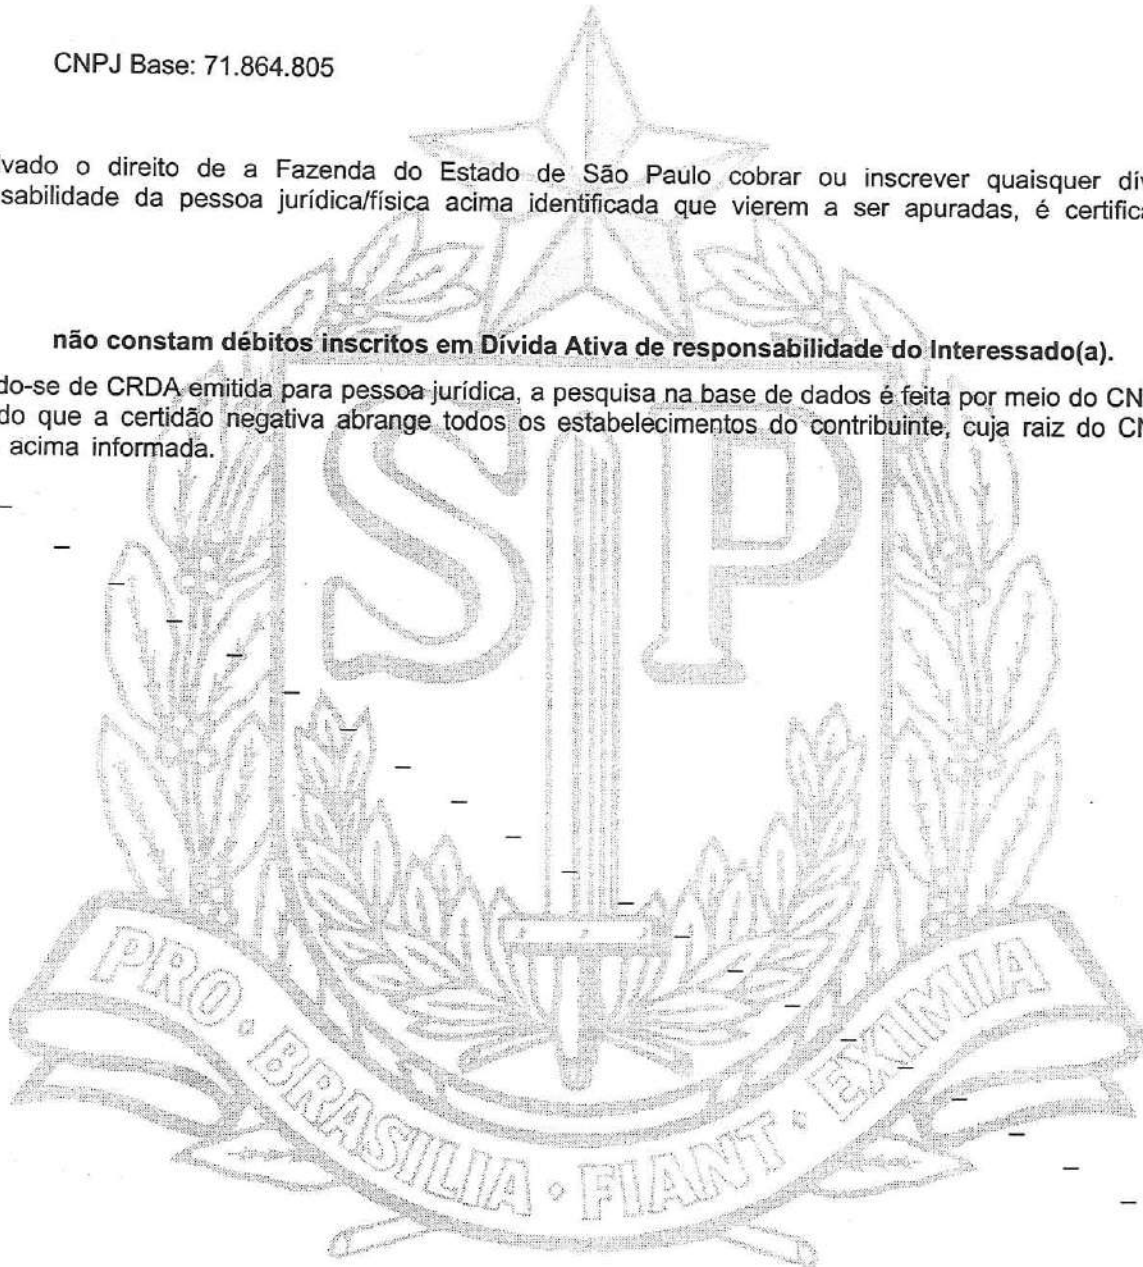 CNPJ Base: 71.864.805
vado o direito de a Fazenda do Estado de São Paulo cobrar ou inscrever quaisquer dív
sabilidade da pessoa jurídica/física acima identificada que vierem a ser apuradas, é certifica
não constam débitos inscritos em Dívida Ativa de responsabilidade do Interessado(a).
do-se de CRDA emitida para pessoa jurídica, a pesquisa na base de dados é feita por meio do CN
do que a certidão negativa abrange todos os estabelecimentos do contribuinte, cuja raiz do CN
acima informada.
SP
PRO · BRASILIA · FIANT · EXIMIA